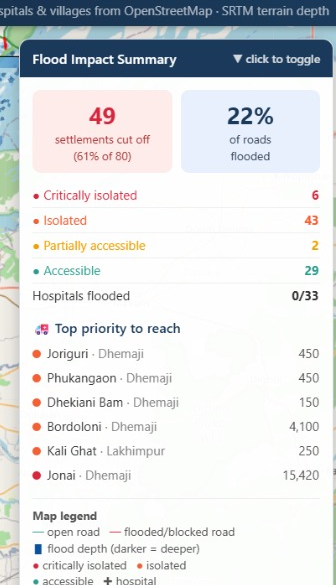 spitals & villages from OpenStreetMap · SRTM terrain depth
Flood Impact Summary ▼ click to toggle
49
settlements cut off
(61% of 80)
22%
of roads
flooded
● Critically isolated 6
● Isolated 43
● Partially accessible 2
● Accessible 29
Hospitals flooded 0/33
🚑 Top priority to reach
● Joriguri · Dhemaji 450
● Phukangaon · Dhemaji 450
● Dhekiani Bam · Dhemaji 150
● Bordoloni · Dhemaji 4,100
● Kali Ghat · Lakhimpur 250
● Jonai · Dhemaji 15,420
Map legend
— open road — flooded/blocked road
flood depth (darker = deeper)
● critically isolated ● isolated
● accessible ✚ hospital